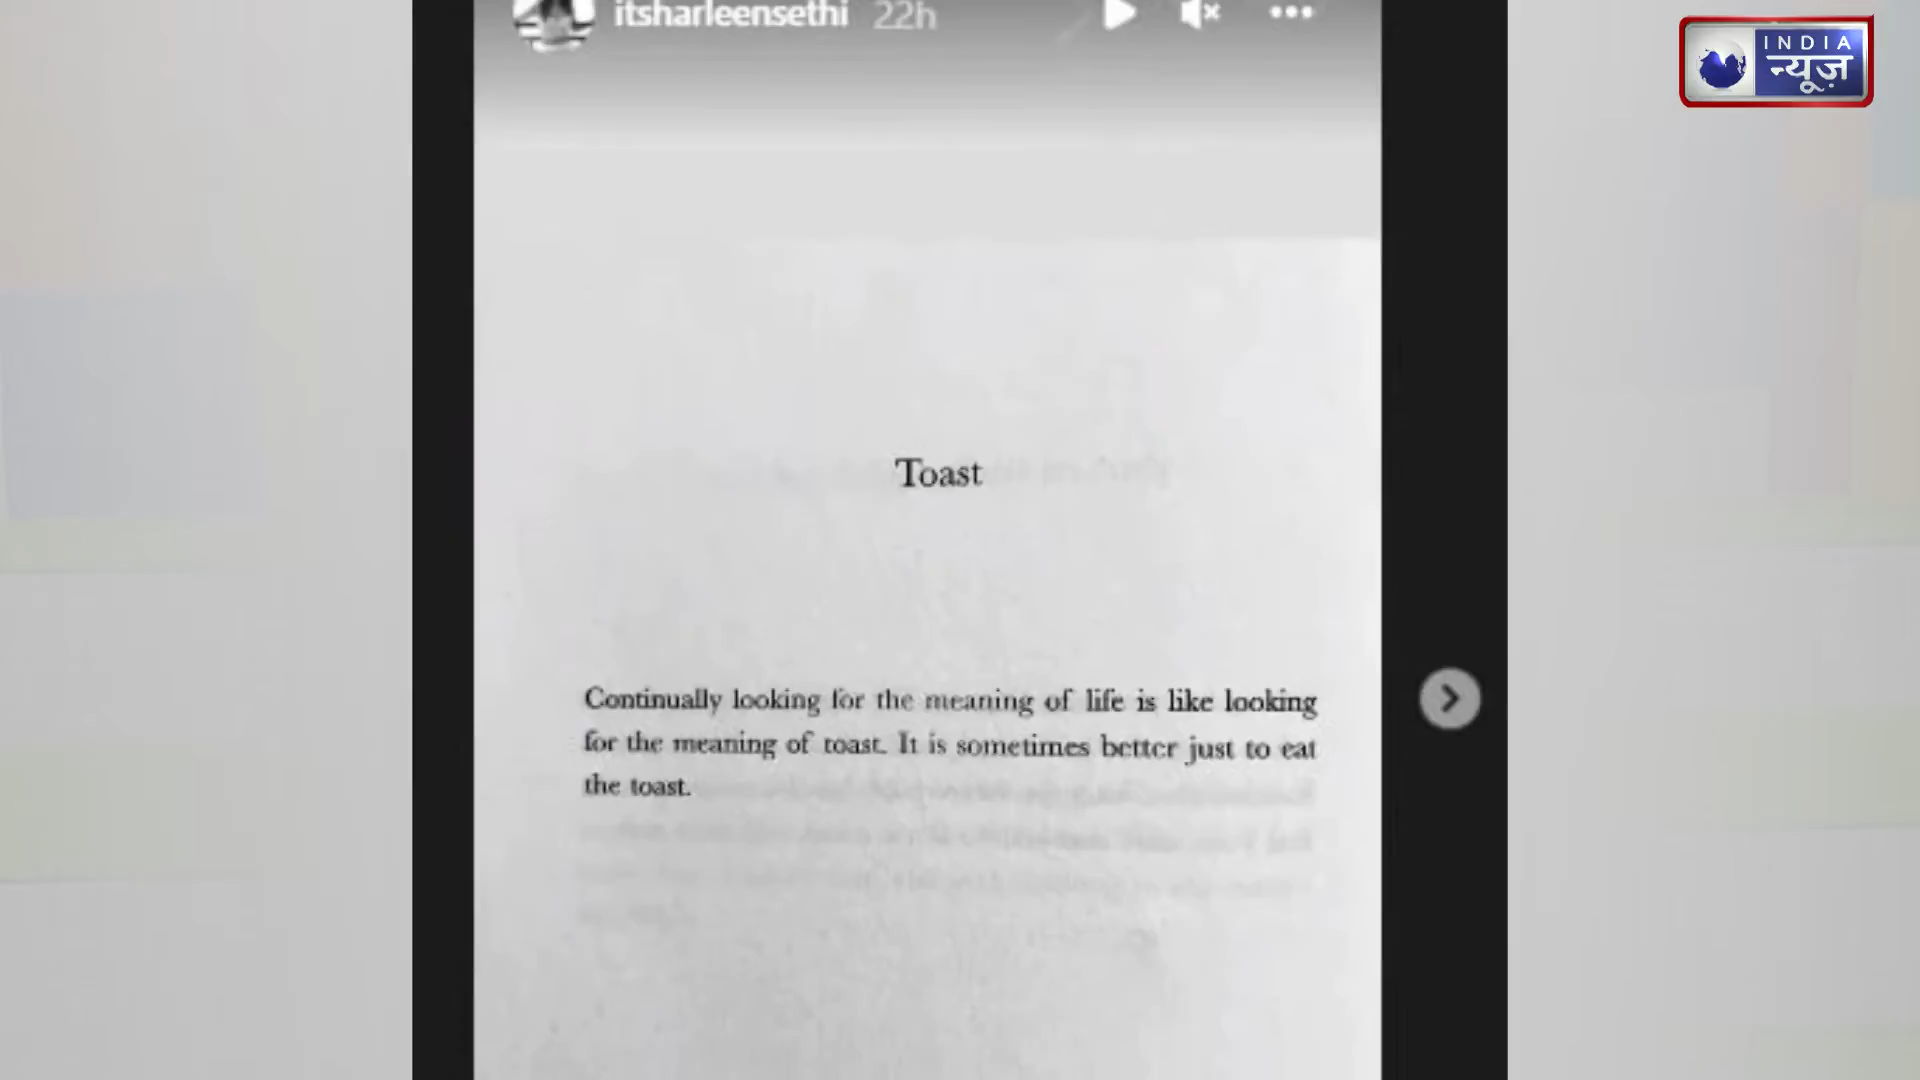 itsharleensethi 22h
INDIA
न्यूज़
Toast
Continually looking for the meaning of life is like looking
for the meaning of toast. It is sometimes better just to eat
the toast.